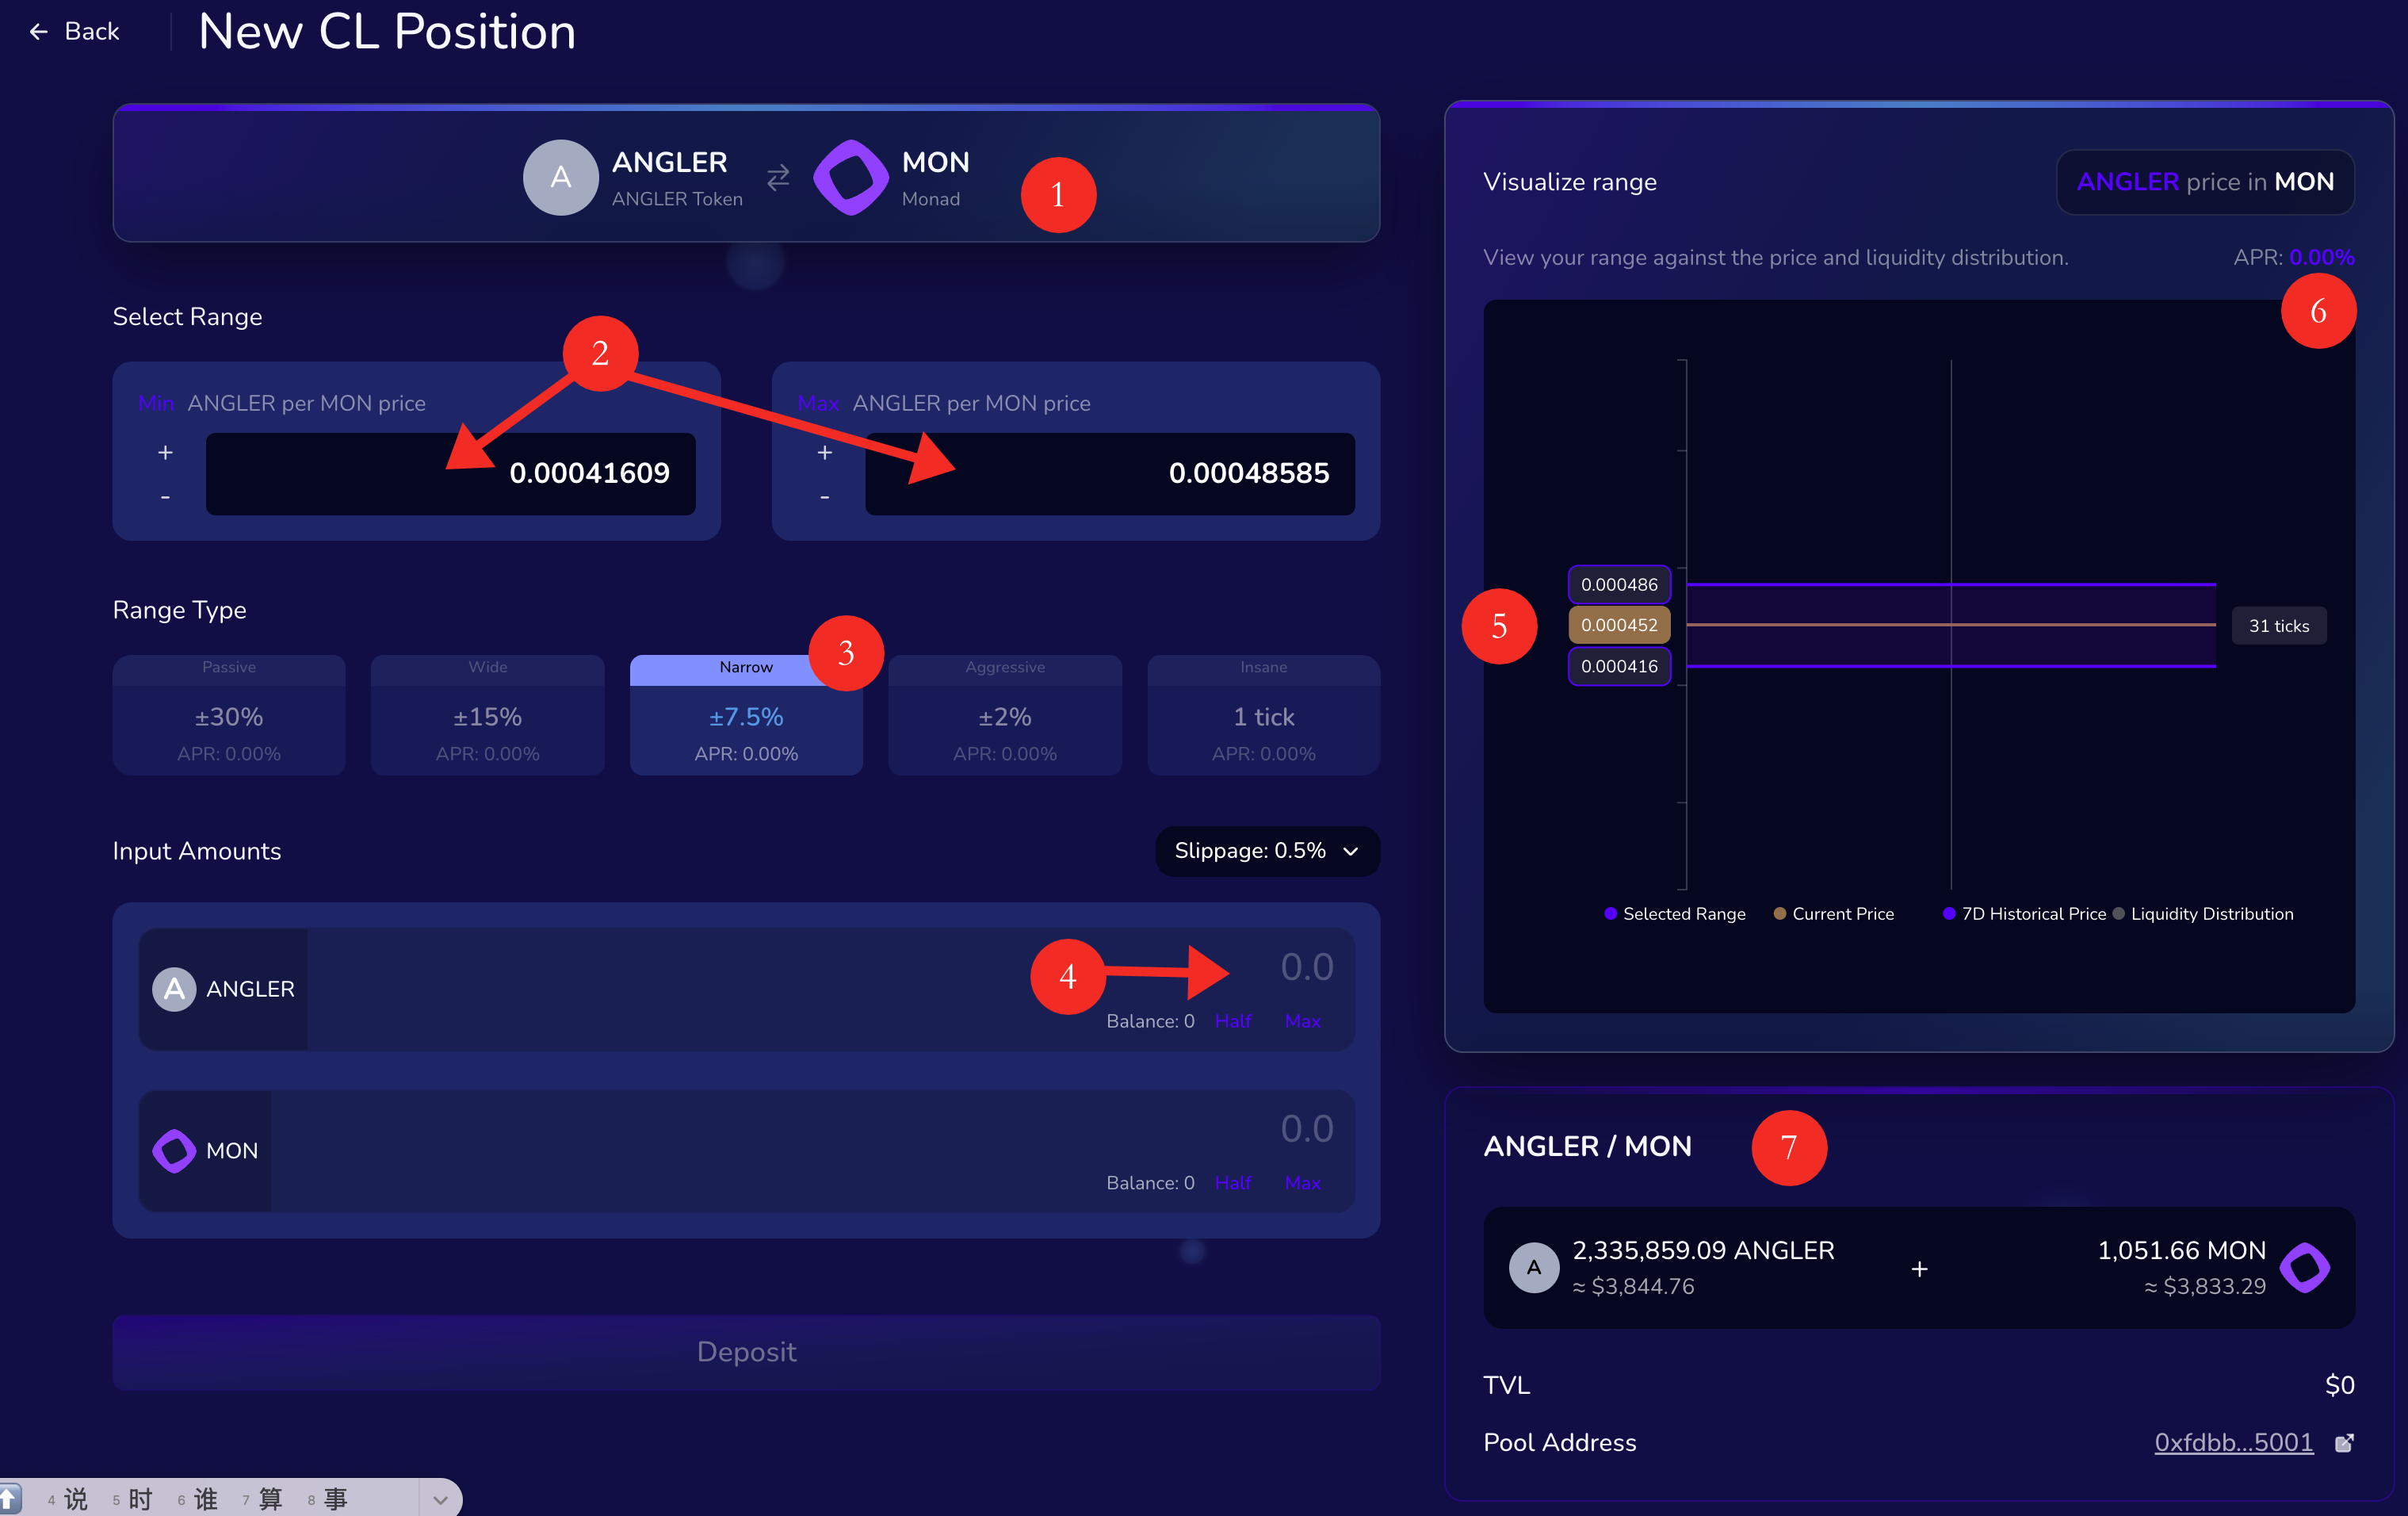 Back
New CL Position
A
ANGLER
ANGLER Token
MON
Monad
1
Select Range
2
Min ANGLER per MON price
+
-
0.00041609
Max ANGLER per MON price
+
-
0.00048585
Range Type
3
Passive
±30%
APR: 0.00%
Wide
±15%
APR: 0.00%
Narrow
±7.5%
APR: 0.00%
Aggressive
±2%
APR: 0.00%
Insane
1 tick
APR: 0.00%
Input Amounts
Slippage: 0.5%
A ANGLER
4
0.0
Balance: 0 Half Max
MON
0.0
Balance: 0 Half Max
Deposit
4 说 5 时 6 谁 7 算 8 事
Visualize range
ANGLER price in MON
View your range against the price and liquidity distribution.
APR: 0.00%
6
5
0.000486
0.000452
0.000416
31 ticks
Selected Range Current Price 7D Historical Price Liquidity Distribution
ANGLER / MON
7
A
2,335,859.09 ANGLER
≈ $3,844.76
+
1,051.66 MON
≈ $3,833.29
TVL $0
Pool Address 0xfdbb...5001